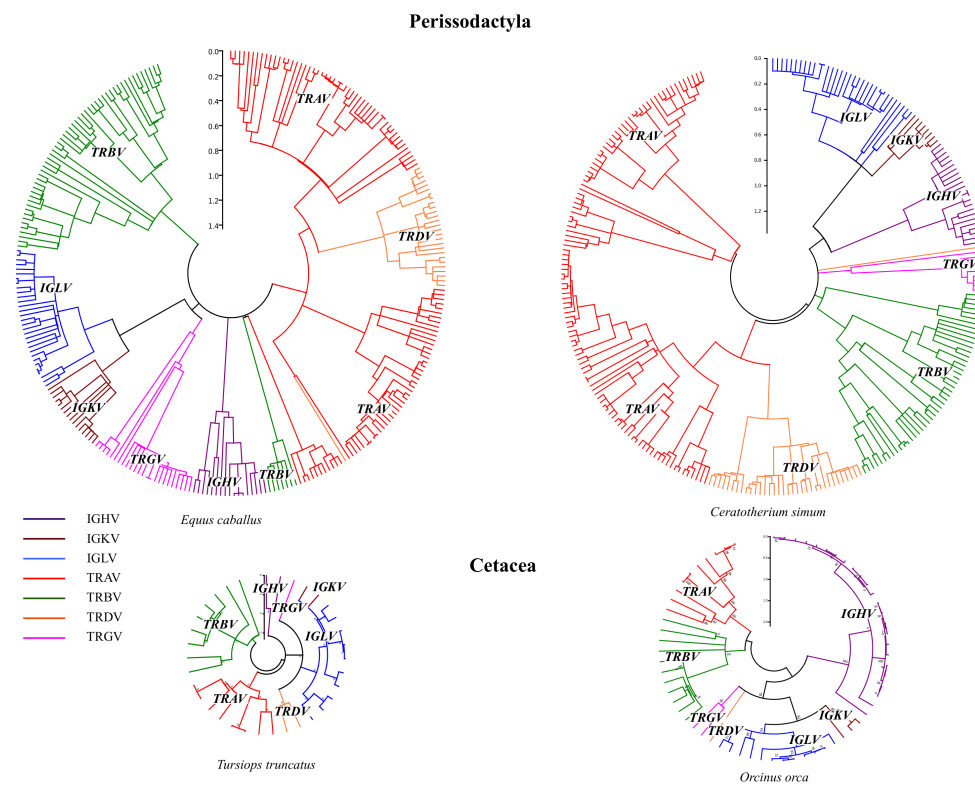 Perissodactyla
0.0
0.2
0.4
0.6
0.8
1.0
1.2
1.4
TRAV
TRBV
TRDV
IGLV
TRAV
IGKV
TRGV
IGHV
TRBV
Equus caballus
0.0
0.2
0.4
0.6
0.8
1.0
1.2
IGLV
TRAV
IGKV
IGHV
TRGV
TRBV
TRAV
TRDV
Ceratotherium simum
IGHV
IGKV
IGLV
TRAV
TRBV
TRDV
TRGV
Cetacea
IGHV
IGKV
TRGV
TRBV
IGLV
TRAV
TRDV
Tursiops truncatus
TRAV
IGHV
TRBV
TRGV
IGKV
TRDV
IGLV
Orcinus orca